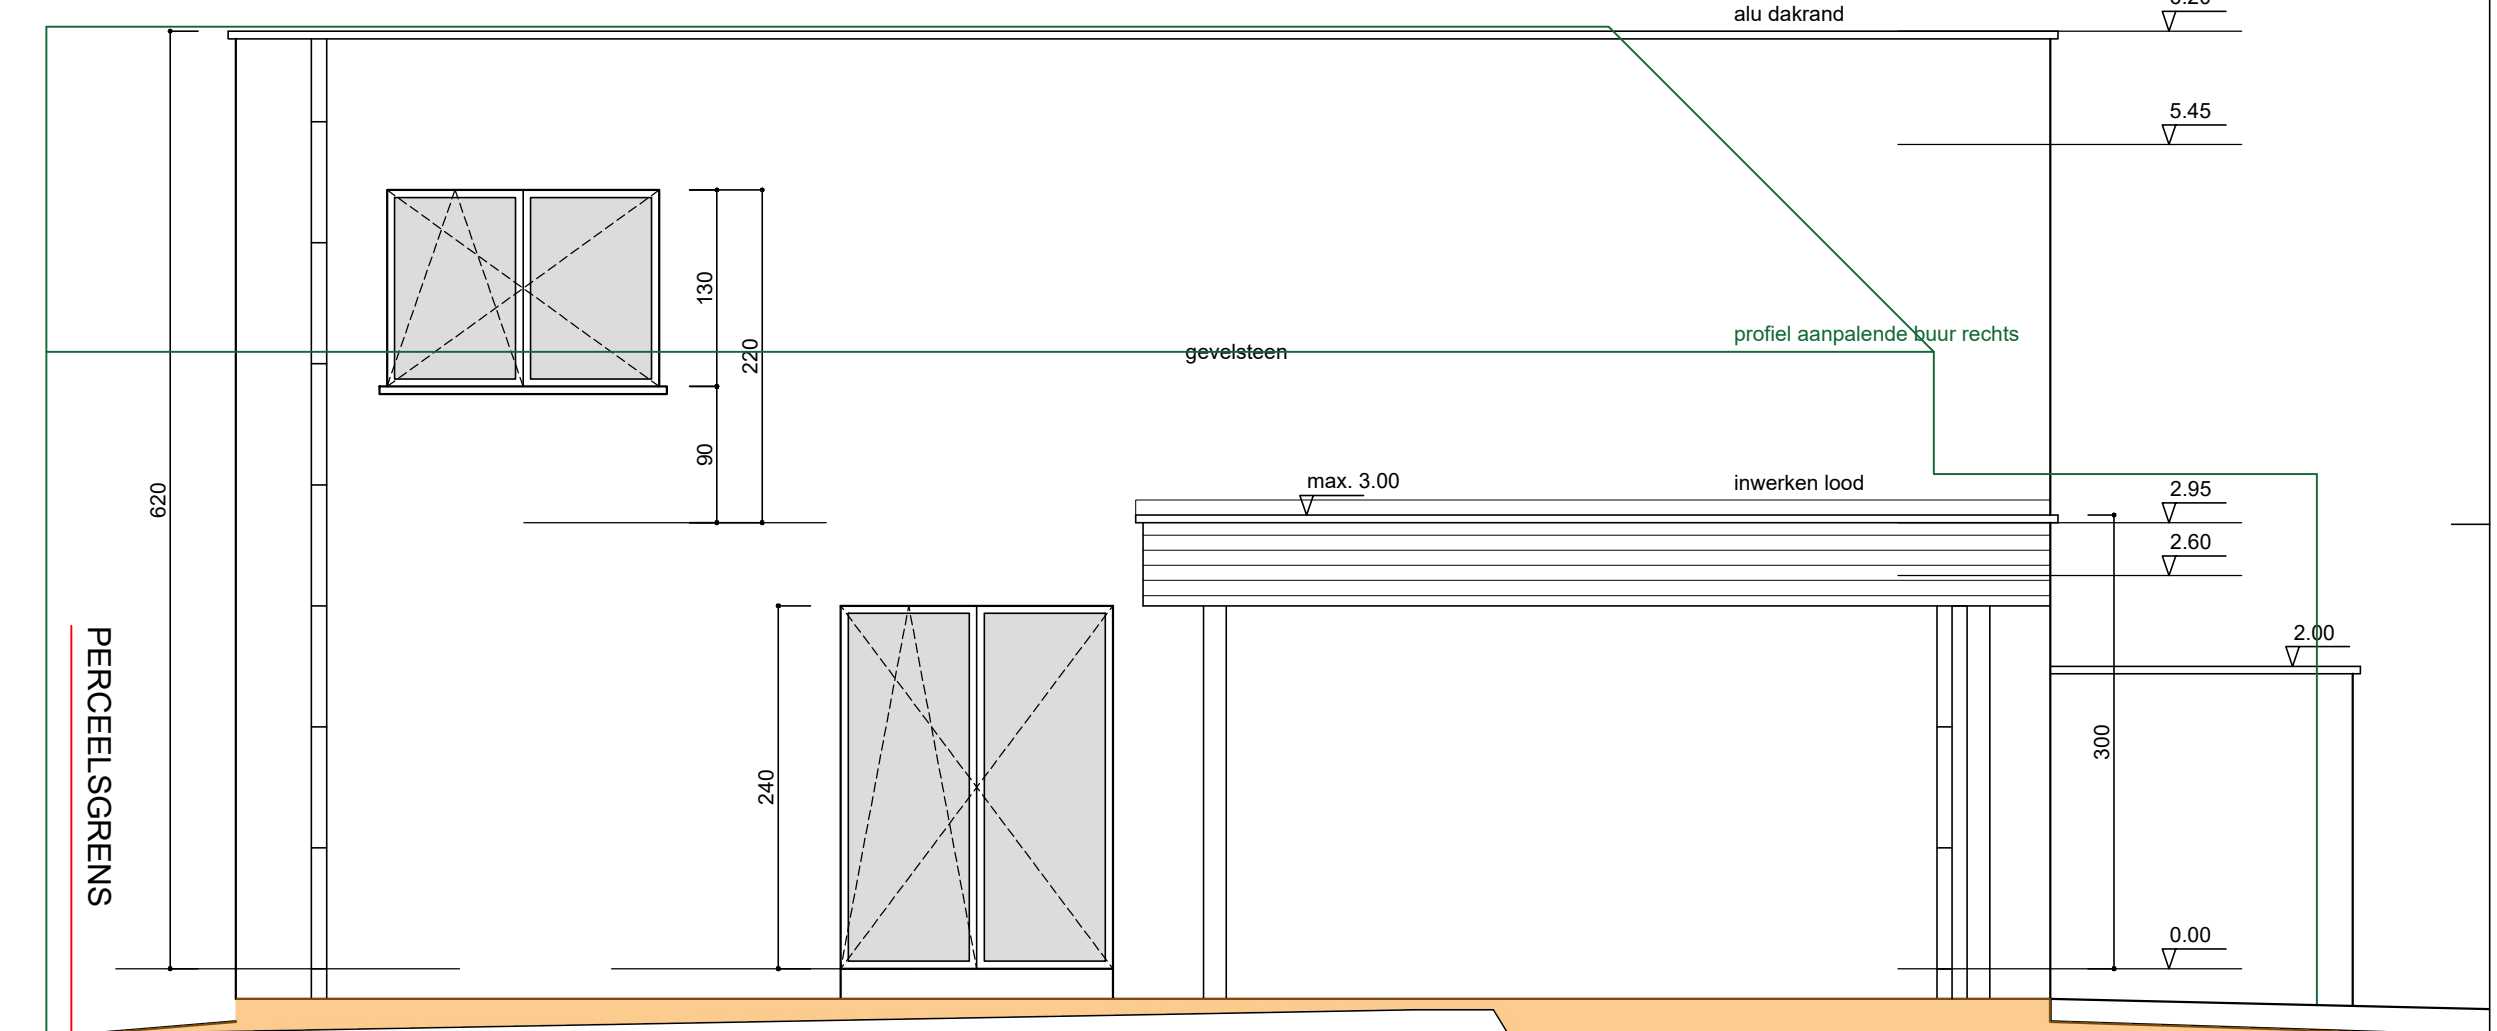 alu dakrand
5.45
130
220
profiel aanpalende buur rechts
gevelsteen
90
620
max. 3.00
inwerken lood
2.95
2.60
PERCEELSGRENS
2.00
240
300
0.00